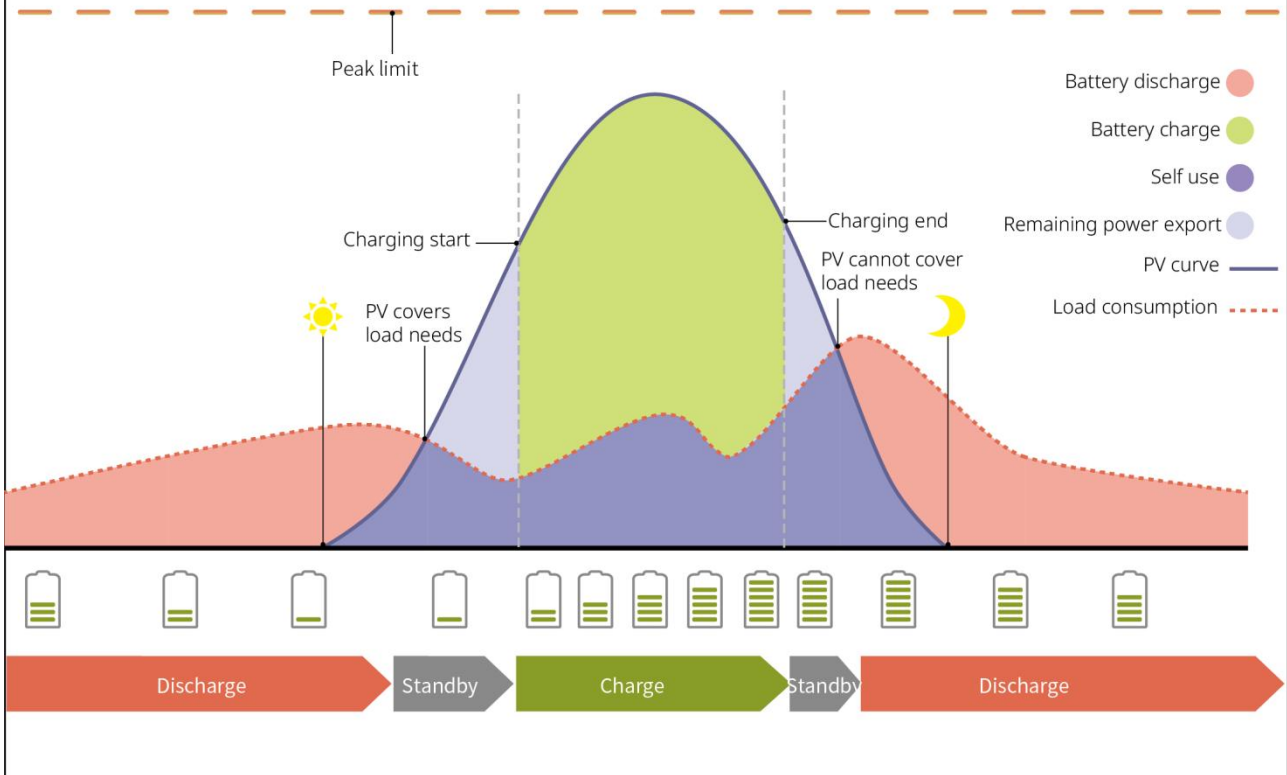 Peak limit
Battery discharge
Battery charge
Self use
Remaining power export
PV curve
Load consumption
Charging start
Charging end
PV covers
load needs
PV cannot cover
load needs
Discharge
Standby
Charge
Standby
Discharge